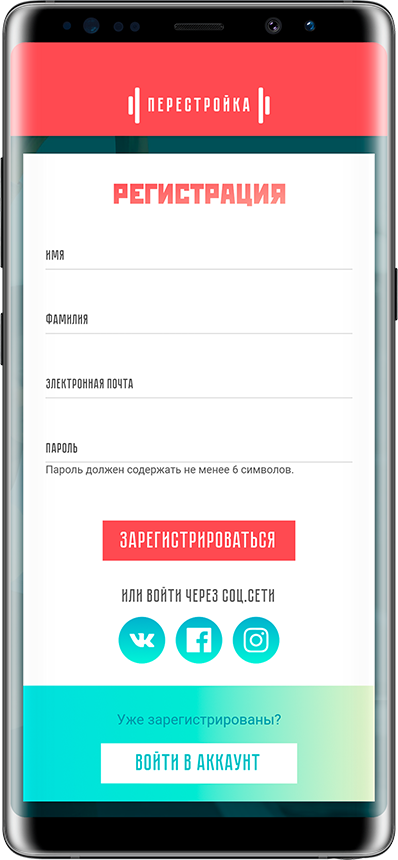 ПЕРЕСТРОЙКА
РЕГИСТРАЦИЯ
ИМЯ
ФАМИЛИЯ
ЭЛЕКТРОННАЯ ПОЧТА
ПАРОЛЬ
Пароль должен содержать не менее 6 символов.
ЗАРЕГИСТРИРОВАТЬСЯ
ИЛИ ВОЙТИ ЧЕРЕЗ СОЦ.СЕТИ
Уже зарегистрированы?
ВОЙТИ В АККАУНТ